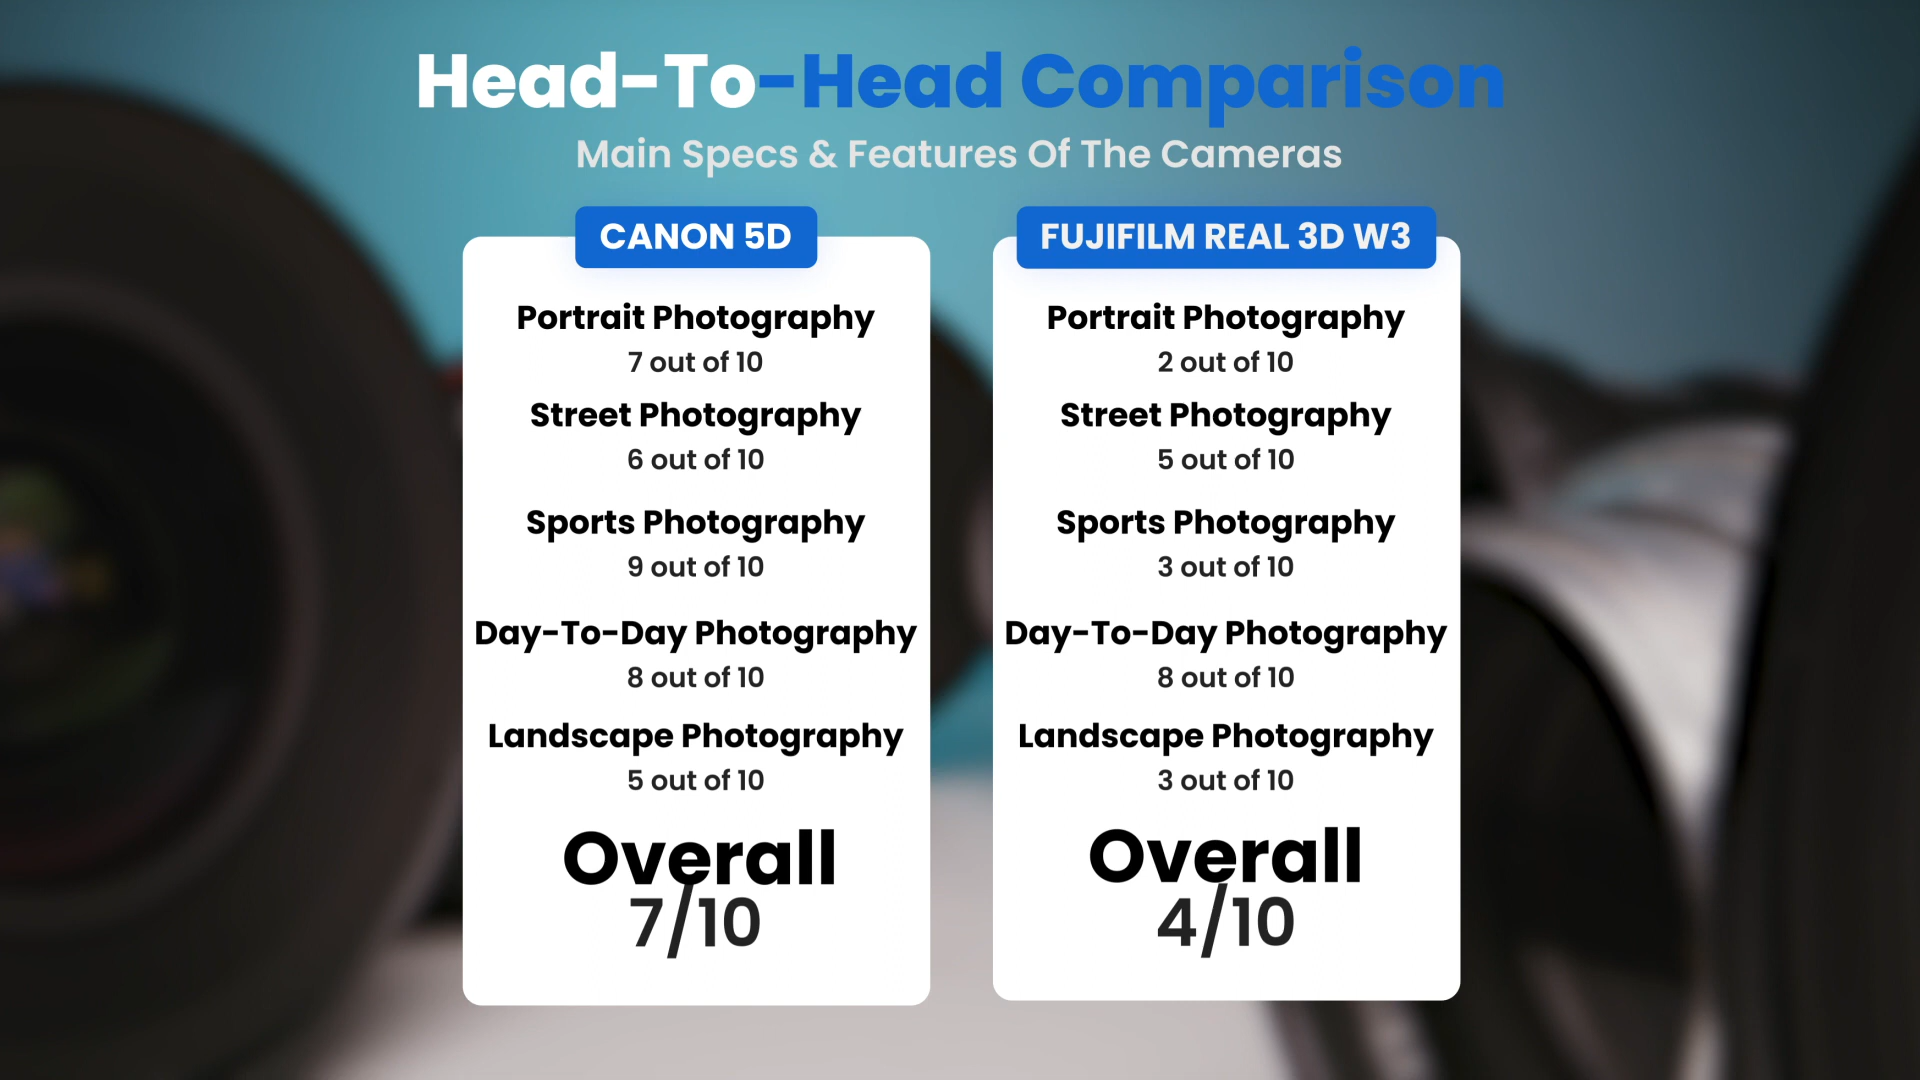 Head-To-Head Comparison
Main Specs & Features Of The Cameras
CANON 5D
Portrait Photography
7 out of 10
Street Photography
6 out of 10
Sports Photography
9 out of 10
Day-To-Day Photography
8 out of 10
Landscape Photography
5 out of 10
Overall
7/10
FUJIFILM REAL 3D W3
Portrait Photography
2 out of 10
Street Photography
5 out of 10
Sports Photography
3 out of 10
Day-To-Day Photography
8 out of 10
Landscape Photography
3 out of 10
Overall
4/10